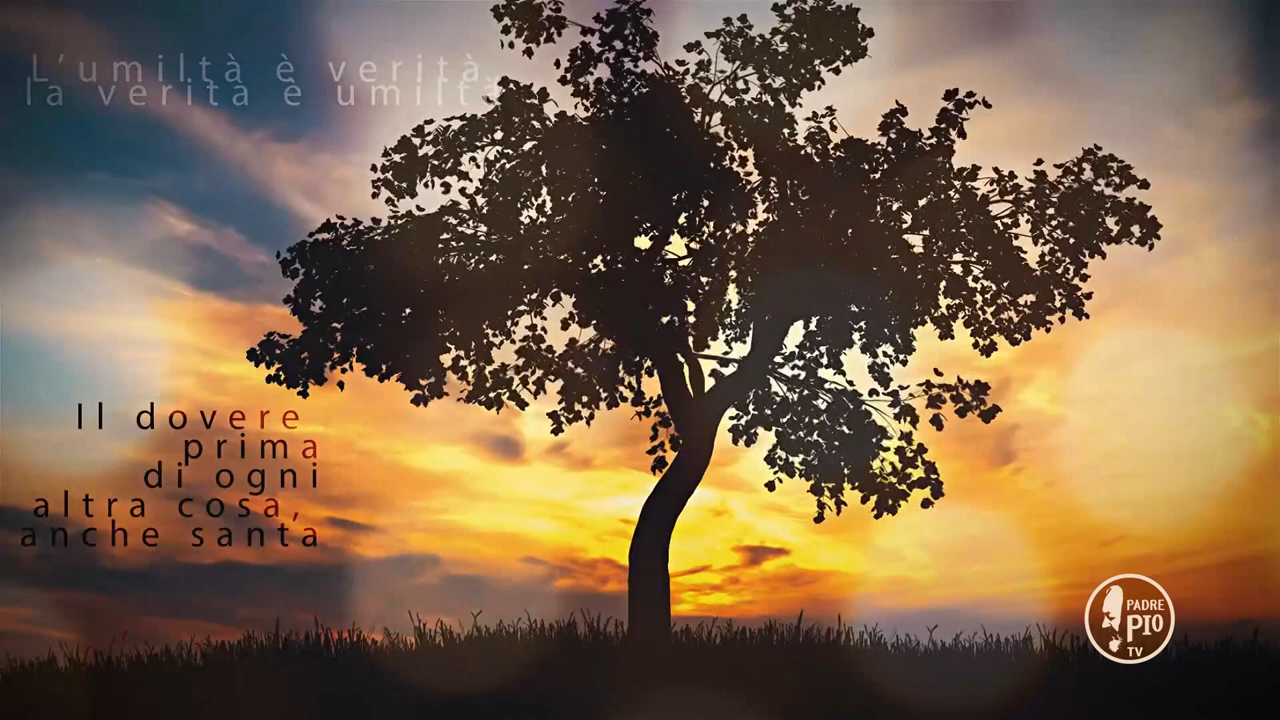 L'umiltà è verità,
la verità è umiltà
Il dovere
prima
di ogni
altra cosa,
anche santa
PADRE
PIO
TV